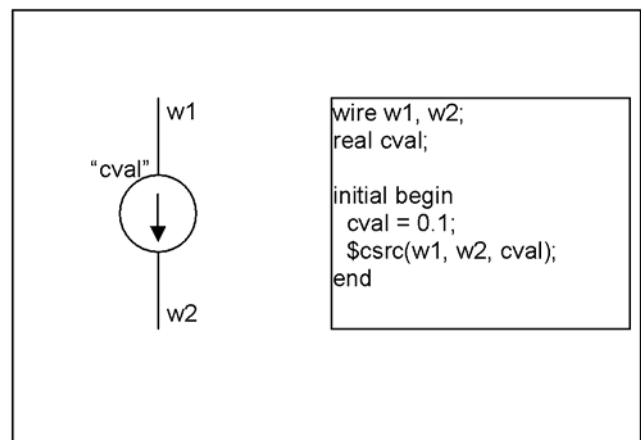 w1
“cval”
w2
wire w1, w2;
real cval;
initial begin
cval = 0.1;
$csrc(w1, w2, cval);
end